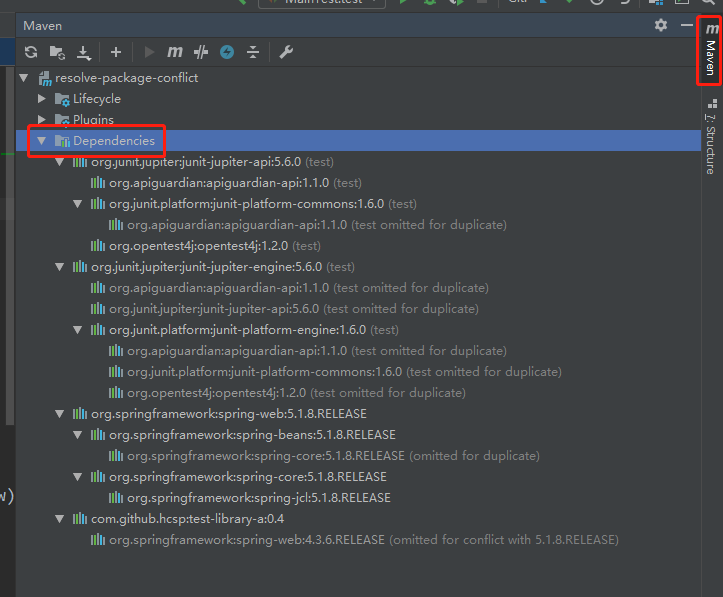 MainTest.test
Git:
Maven
m
resolve-package-conflict
Lifecycle
Plugins
Dependencies
org.junit.jupiter:junit-jupiter-api:5.6.0 (test)
org.apiguardian:apiguardian-api:1.1.0 (test)
org.junit.platform:junit-platform-commons:1.6.0 (test)
org.apiguardian:apiguardian-api:1.1.0 (test omitted for duplicate)
org.opentest4j:opentest4j:1.2.0 (test)
org.junit.jupiter:junit-jupiter-engine:5.6.0 (test)
org.apiguardian:apiguardian-api:1.1.0 (test omitted for duplicate)
org.junit.jupiter:junit-jupiter-api:5.6.0 (test omitted for duplicate)
org.junit.platform:junit-platform-engine:1.6.0 (test)
org.apiguardian:apiguardian-api:1.1.0 (test omitted for duplicate)
org.junit.platform:junit-platform-commons:1.6.0 (test omitted for duplicate)
org.opentest4j:opentest4j:1.2.0 (test omitted for duplicate)
org.springframework:spring-web:5.1.8.RELEASE
org.springframework:spring-beans:5.1.8.RELEASE
org.springframework:spring-core:5.1.8.RELEASE (omitted for duplicate)
org.springframework:spring-core:5.1.8.RELEASE
org.springframework:spring-jcl:5.1.8.RELEASE
w)
com.github.hcsp:test-library-a:0.4
org.springframework:spring-web:4.3.6.RELEASE (omitted for conflict with 5.1.8.RELEASE)
m Maven
7: Structure